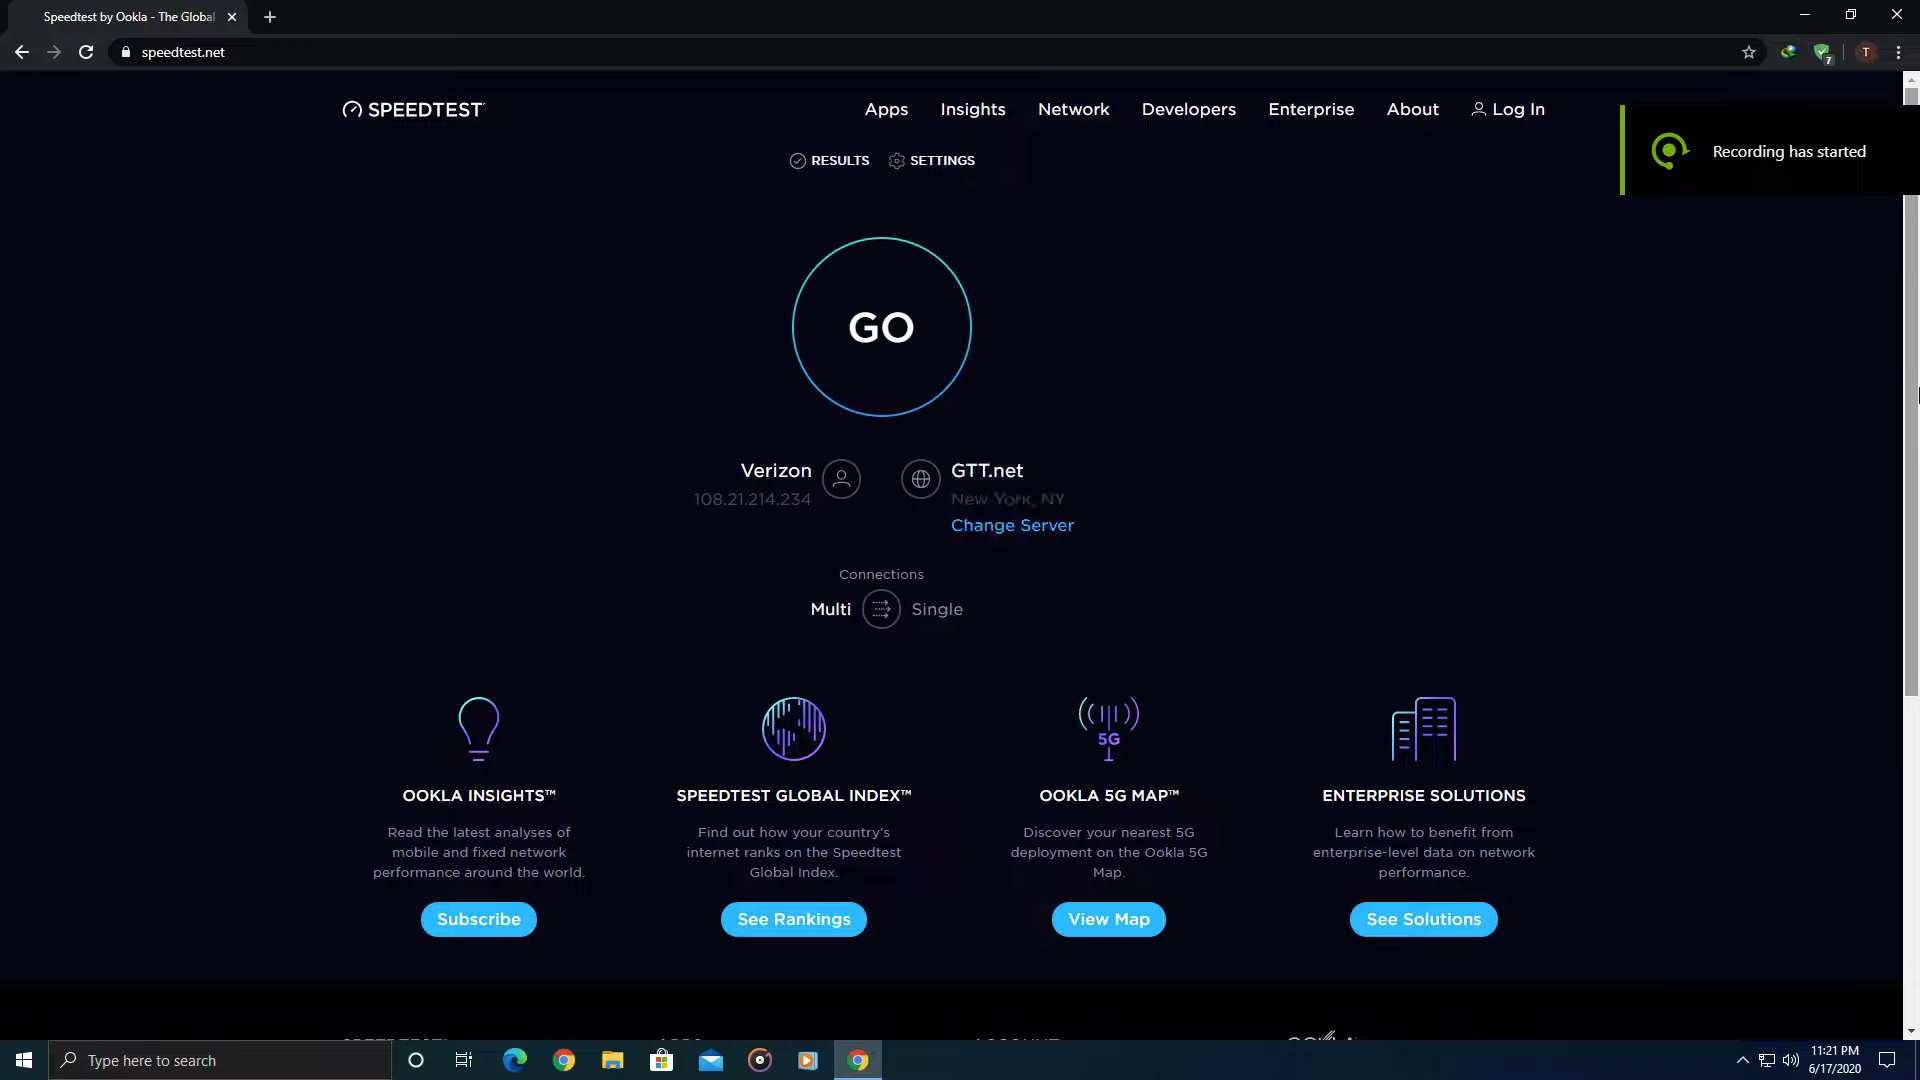 Speedtest by Ookla - The Global
speedtest.net
7
T
SPEEDTEST
Apps
Insights
Network
Developers
Enterprise
About
Log In
Recording has started
RESULTS
SETTINGS
GO
Verizon
108.21.214.234
GTT.net
New York, NY
Change Server
Connections
Multi
Single
5G
OOKLA INSIGHTS™
Read the latest analyses of
mobile and fixed network
performance around the world.
Subscribe
SPEEDTEST GLOBAL INDEX™
Find out how your country's
internet ranks on the Speedtest
Global Index.
See Rankings
OOKLA 5G MAP™
Discover your nearest 5G
deployment on the Ookla 5G
Map.
View Map
ENTERPRISE SOLUTIONS
Learn how to benefit from
enterprise-level data on network
performance.
See Solutions
Type here to search
11:21 PM
6/17/2020